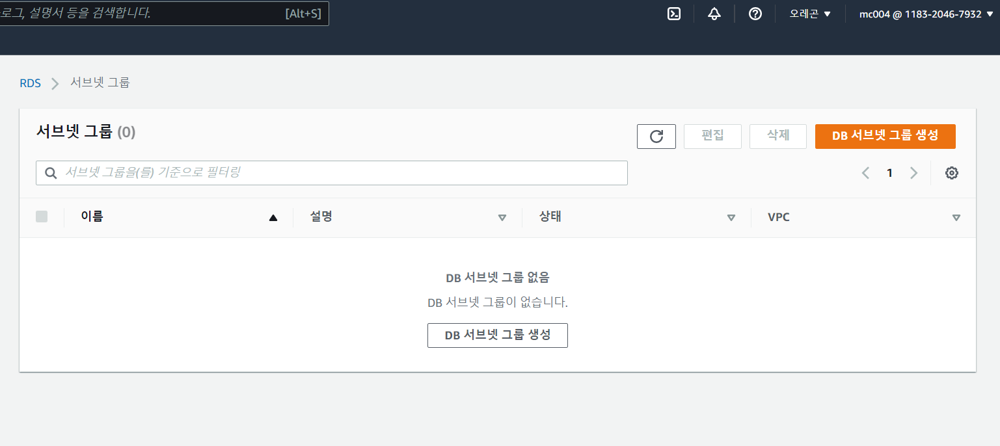 로그, 설명서 등을 검색합니다. [Alt+S] 오레곤 mc004 @ 1183-2046-7932
RDS 서브넷 그룹
서브넷 그룹 (0) 편집 삭제 DB 서브넷 그룹 생성
서브넷 그룹을(를) 기준으로 필터링 1
이름 설명 상태 VPC
DB 서브넷 그룹 없음
DB 서브넷 그룹이 없습니다.
DB 서브넷 그룹 생성